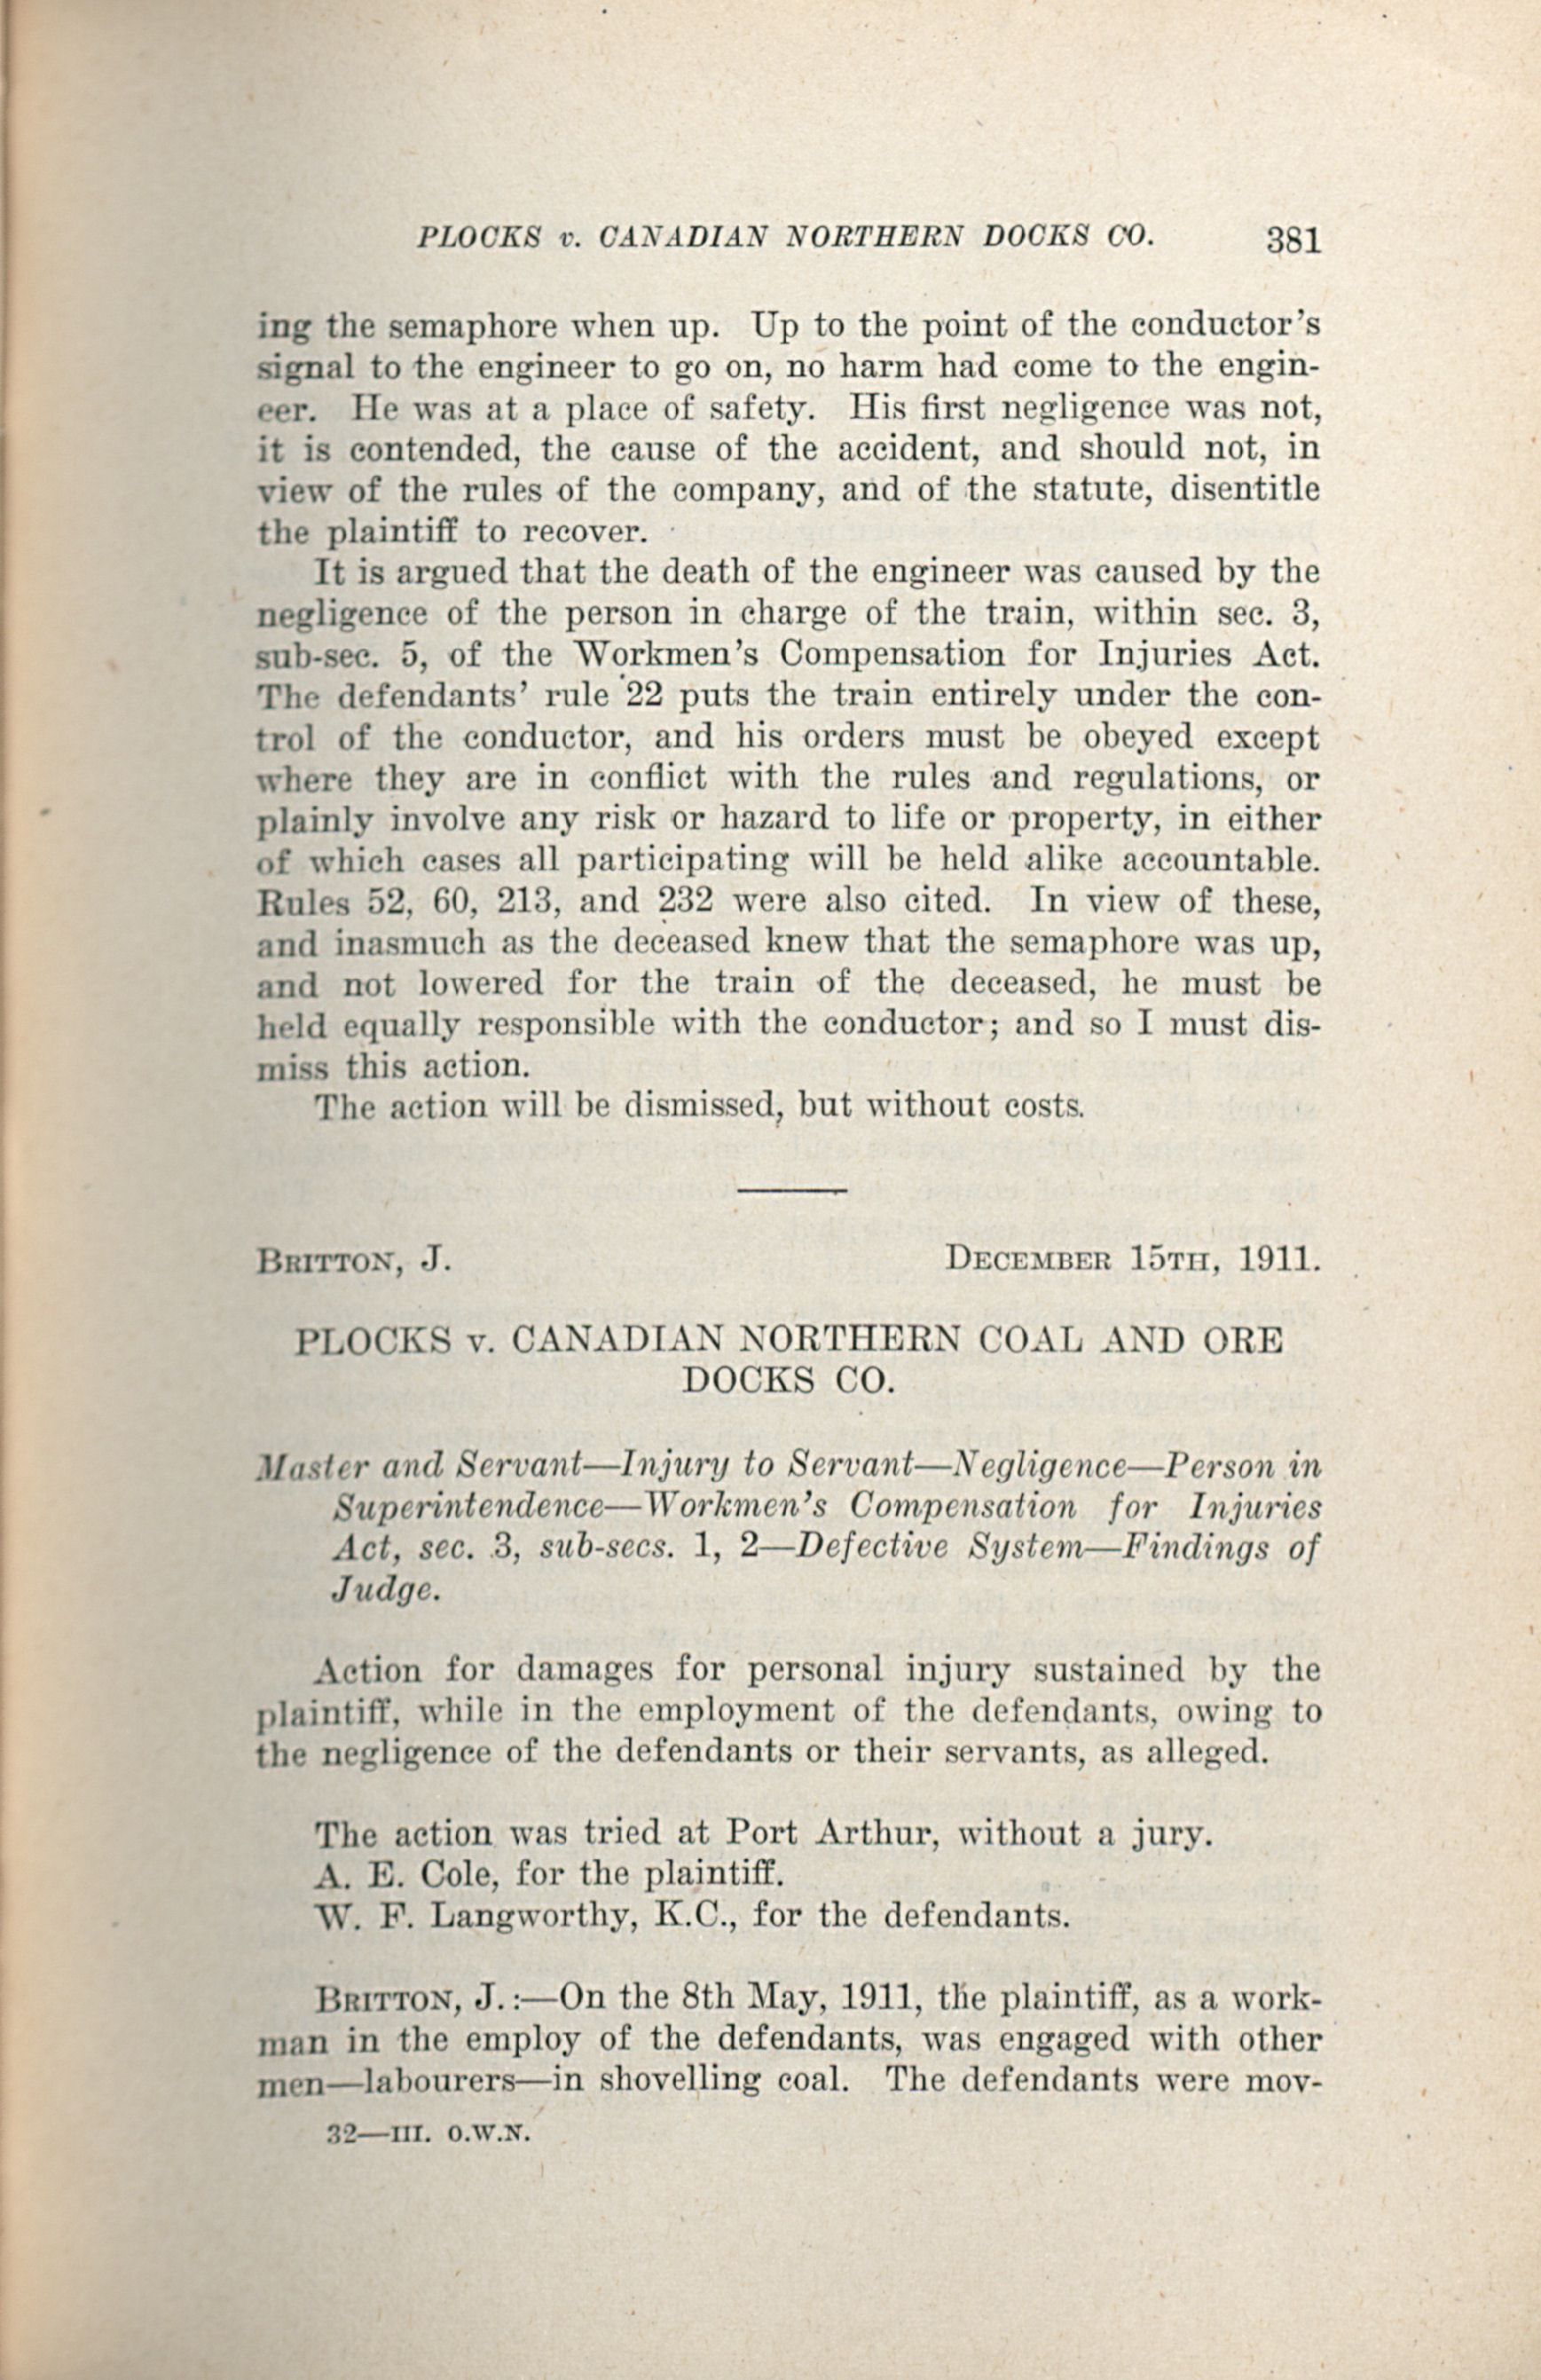 PLOCKS v. CANADIAN NORTHERN DOCKS CO. 381
ing the semaphore when up. Up to the point of the conductor's
signal to the engineer to go on, no harm had come to the engin-
eer. He was at a place of safety. His first negligence was not,
it is contended, the cause of the accident, and should not, in
view of the rules of the company, and of the statute, disentitle
the plaintiff to recover.
It is argued that the death of the engineer was caused by the
negligence of the person in charge of the train, within sec. 3,
sub-sec. 5, of the Workmen's Compensation for Injuries Act.
The defendants' rule 22 puts the train entirely under the con-
trol of the conductor, and his orders must be obeyed except
where they are in conflict with the rules and regulations, or
plainly involve any risk or hazard to life or property, in either
of which cases all participating will be held alike accountable.
Rules 52, 60, 213, and 232 were also cited. In view of these,
and inasmuch as the deceased knew that the semaphore was up,
and not lowered for the train of the deceased, he must be
held equally responsible with the conductor; and so I must dis-
miss this action.
The action will be dismissed, but without costs.
BRITTON, J. DECEMBER 15TH, 1911.
PLOCKS v. CANADIAN NORTHERN COAL AND ORE
DOCKS CO.
Master and Servant—Injury to Servant—Negligence—Person in
Superintendence—Workmen's Compensation for Injuries
Act, sec. 3, sub-secs. 1, 2—Defective System—Findings of
Judge.
Action for damages for personal injury sustained by the
plaintiff, while in the employment of the defendants, owing to
the negligence of the defendants or their servants, as alleged.
The action was tried at Port Arthur, without a jury.
A. E. Cole, for the plaintiff.
W. F. Langworthy, K.C., for the defendants.
BRITTON, J.:—On the 8th May, 1911, the plaintiff, as a work-
man in the employ of the defendants, was engaged with other
men—labourers—in shovelling coal. The defendants were mov-
32—III. O.W.N.